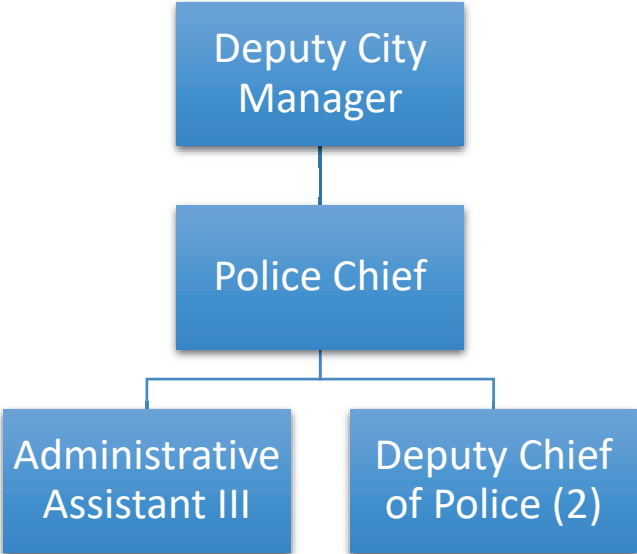 Deputy City
Manager
Police Chief
Administrative
Assistant III
Deputy Chief
of Police (2)